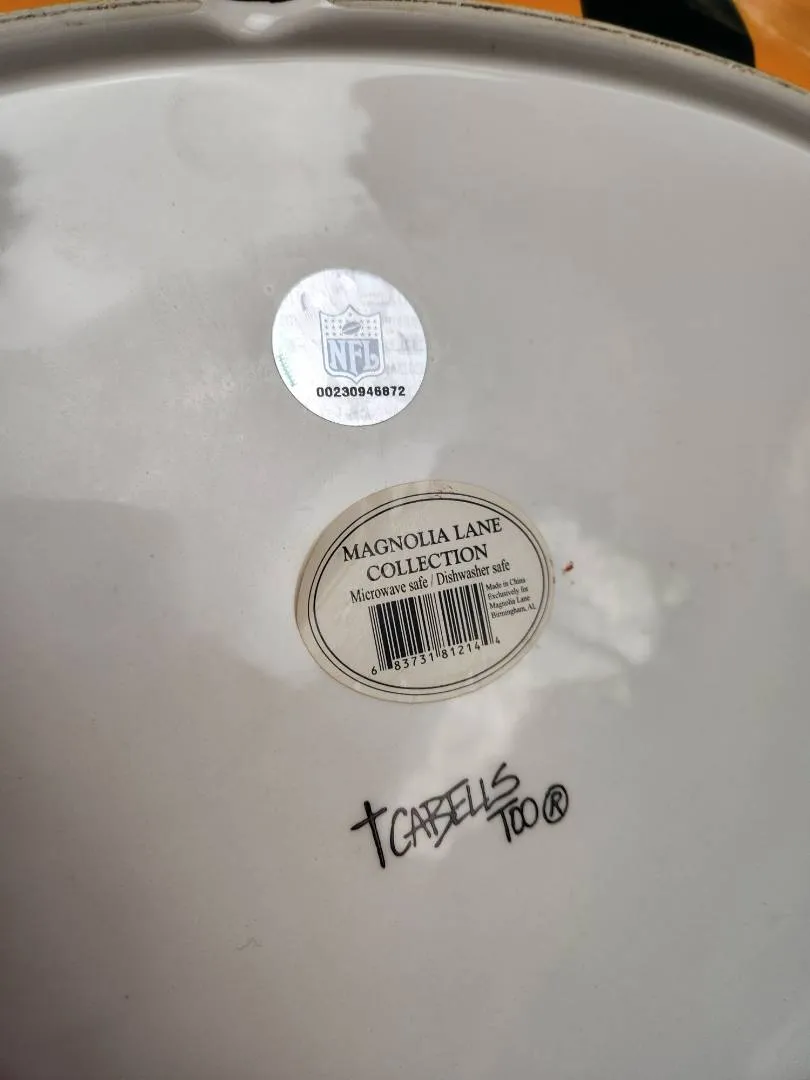 NFL
00230946872
MAGNOLIA LANE
COLLECTION
Microwave safe / Dishwasher safe
Made in China
Exclusively for
Magnolia Lane
Birmingham, AL
6 83731 81214 4
†CABELLS
TOO®